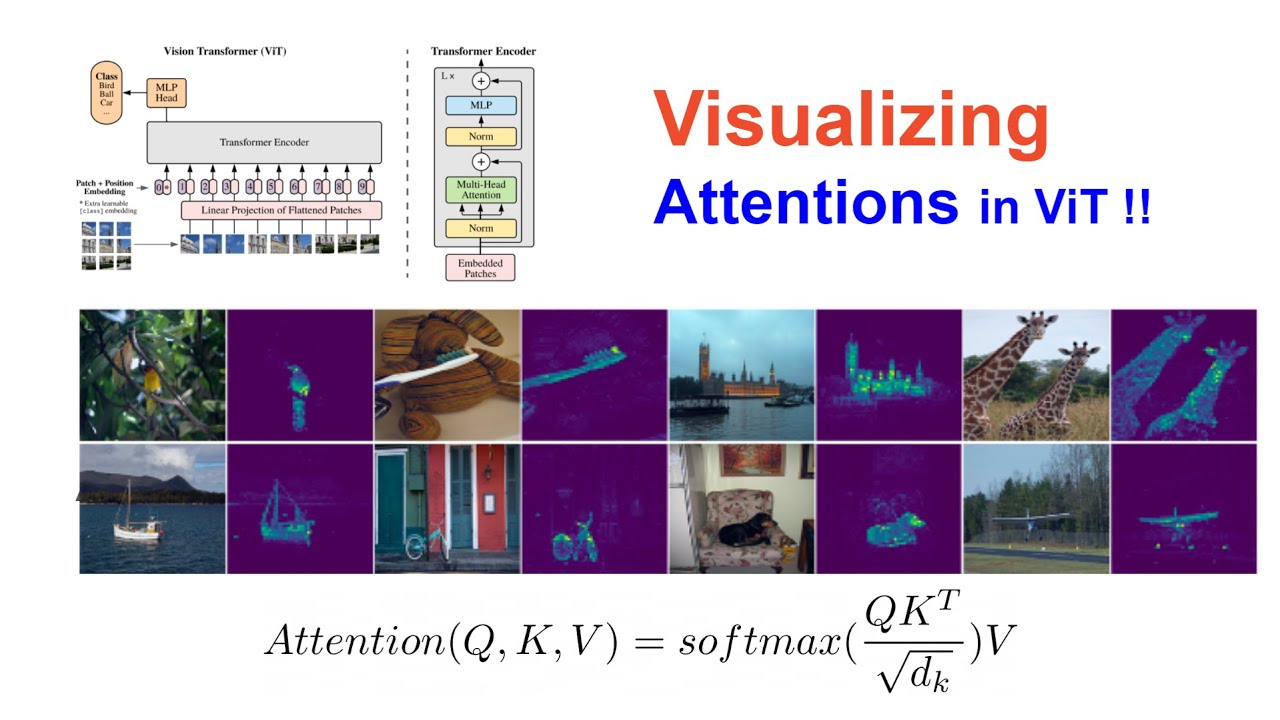 Vision Transformer (ViT)
Class
Bird
Ball
Car
...
MLP
Head
Transformer Encoder
Patch + Position
Embedding
* Extra learnable
[class] embedding
0 * 1 2 3 4 5 6 7 8 9
Linear Projection of Flattened Patches
Transformer Encoder
L x
+
MLP
Norm
+
Multi-Head
Attention
Norm
Embedded
Patches
Visualizing
Attentions in ViT !!
Attention(Q, K, V) = softmax(QK^T / √d_k)V